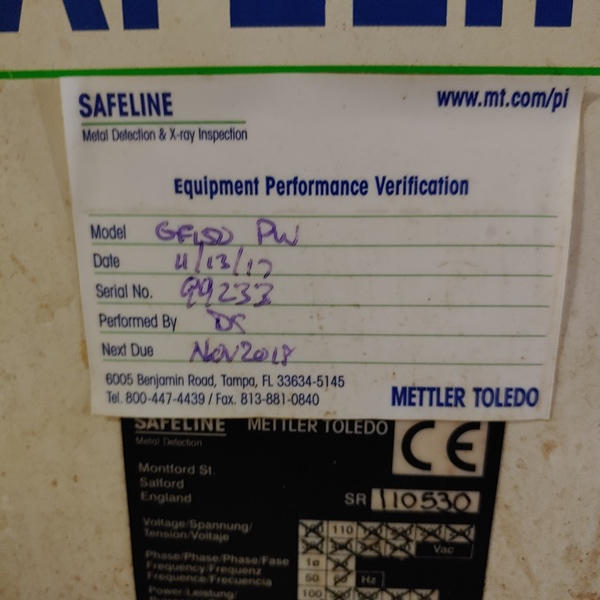 SAFELINE
www.mt.com/pi
Metal Detection & X-ray Inspection
Equipment Performance Verification
Model
PW
Date 11/13/17
Serial No. 99233
Performed By DS
Next Due Nov 2018
6005 Benjamin Road, Tampa, FL 33634-5145
Tel. 800-447-4439 / Fax. 813-881-0840
METTLER TOLEDO
SAFELINE METTLER TOLEDO
Metal Detection
CE
Montford St.
Salford
England
SR 110530
Voltage/Spannung/
Tension/Voltaje
110
Vac
Phase/Phase/Phase/Fase
1ø
Frequency/Frequenz
Frequence/Frecuencia
50
Hz
Power/Leistung/
100